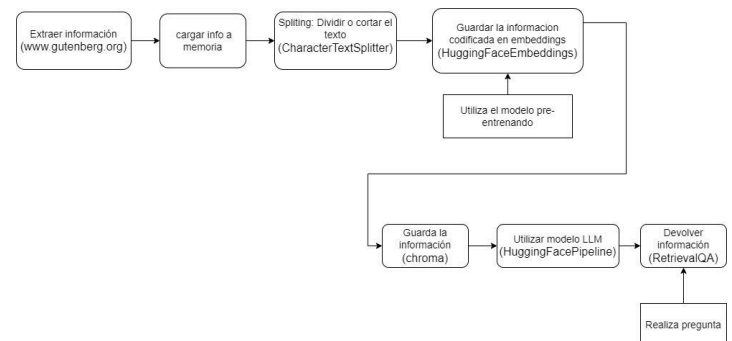 Extraer información
(www.gutenberg.org)
cargar info a
memoria
Spliting: Dividir o cortar el
texto
(CharacterTextSplitter)
Guardar la informacion
codificada en embeddings
(HuggingFaceEmbeddings)
Utiliza el modelo pre-
entrenando
Guarda la
información
(chroma)
Utilizar modelo LLM
(HuggingFacePipeline)
Devolver
información
(RetrievalQA)
Realiza pregunta